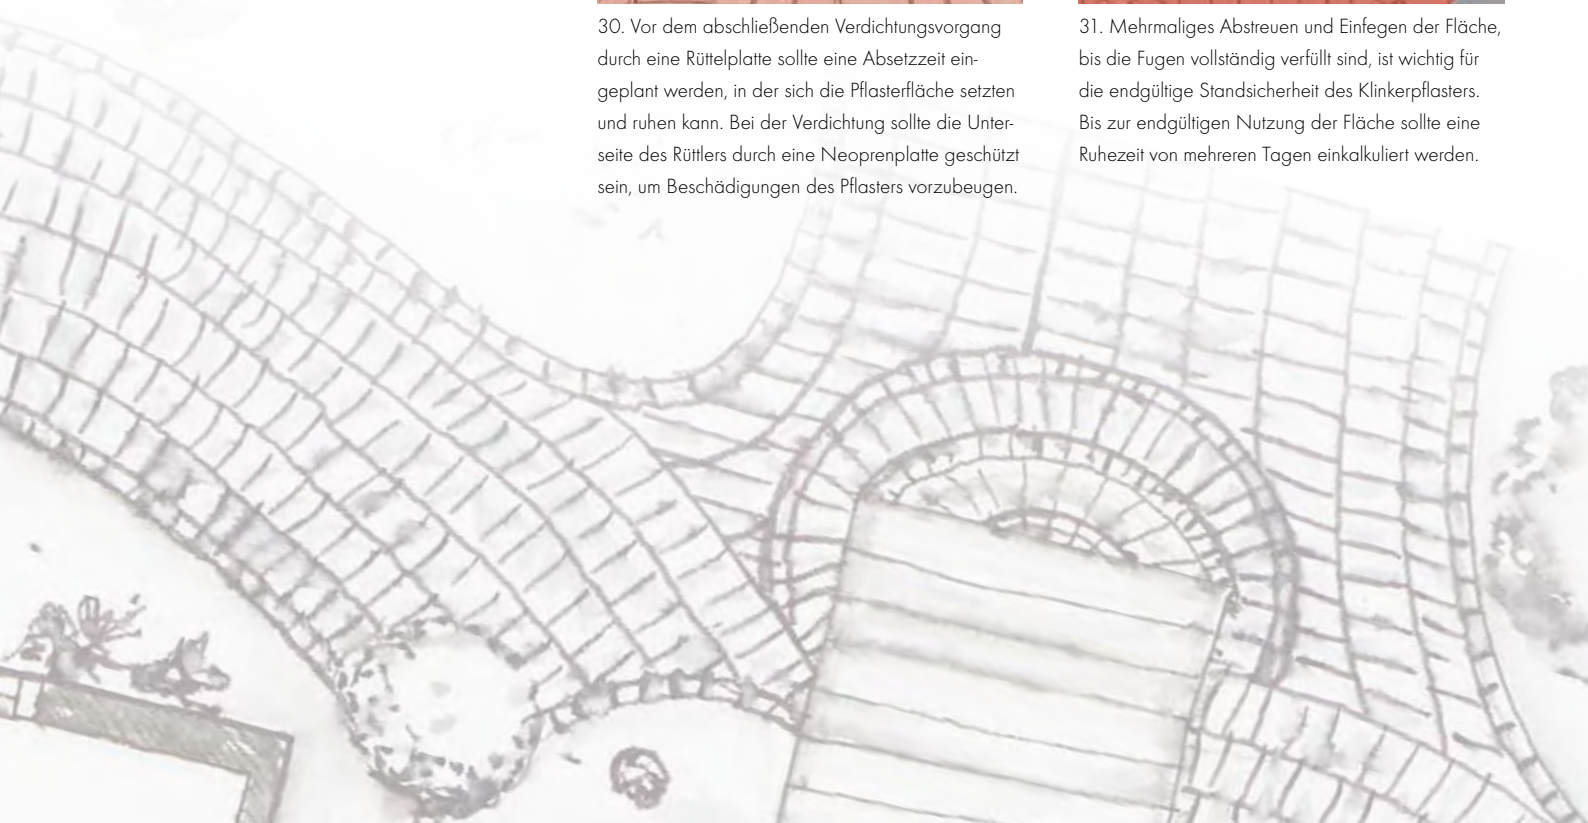 30. Vor dem abschließenden Verdichtungsvorgang
durch eine Rüttelplatte sollte eine Absetzzeit ein-
geplant werden, in der sich die Pflasterfläche setzten
und ruhen kann. Bei der Verdichtung sollte die Unter-
seite des Rüttlers durch eine Neoprenplatte geschützt
sein, um Beschädigungen des Pflasters vorzubeugen.
31. Mehrmaliges Abstreuen und Einfegen der Fläche,
bis die Fugen vollständig verfüllt sind, ist wichtig für
die endgültige Standsicherheit des Klinkerpflasters.
Bis zur endgültigen Nutzung der Fläche sollte eine
Ruhezeit von mehreren Tagen einkalkuliert werden.